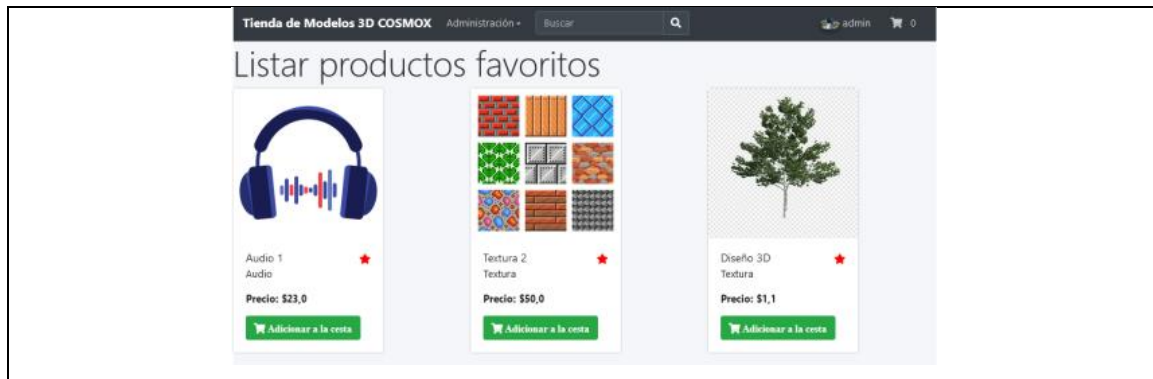 Tienda de Modelos 3D COSMOX Administración Buscar admin 0
Listar productos favoritos
Audio 1
Audio
Precio: $23,0
Adicionar a la cesta
Textura 2
Textura
Precio: $50,0
Adicionar a la cesta
Diseño 3D
Textura
Precio: $1,1
Adicionar a la cesta